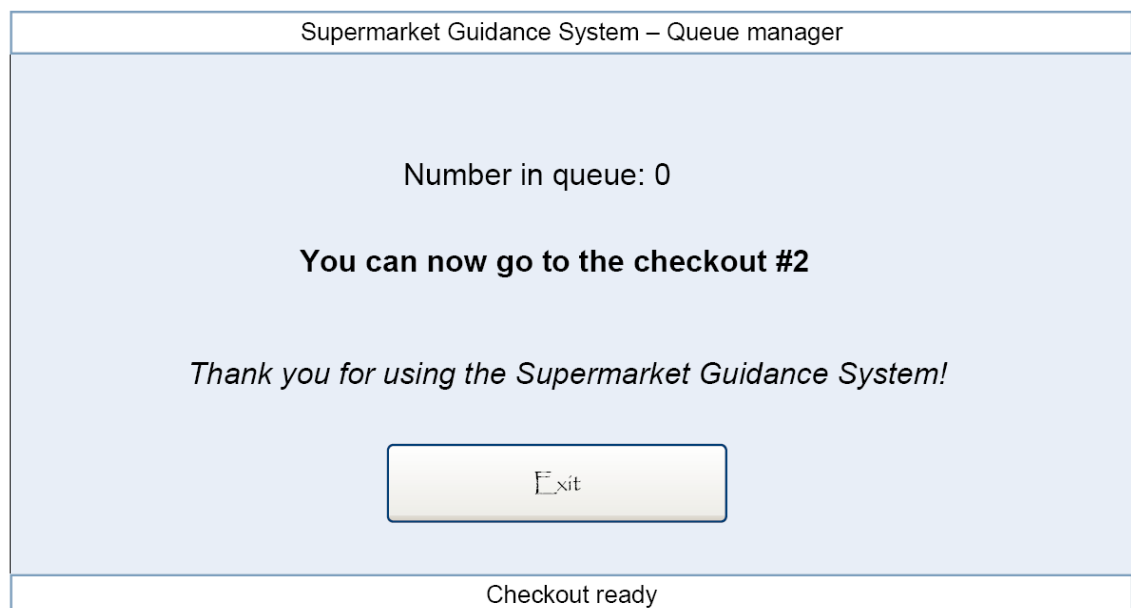 Supermarket Guidance System – Queue manager
Number in queue: 0
You can now go to the checkout #2
Thank you for using the Supermarket Guidance System!
Exit
Checkout ready